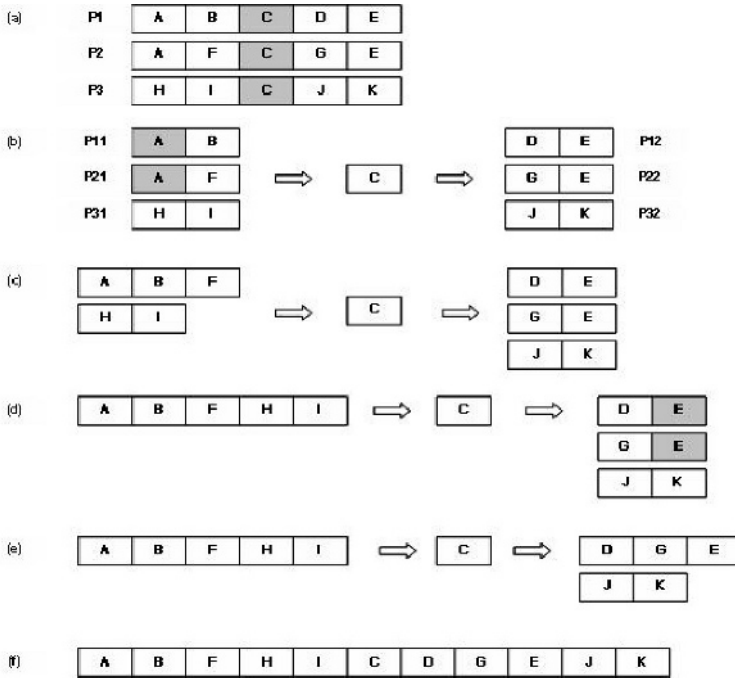 (a) P1 A B C D E
P2 A F C G E
P3 H I C J K
(b) P11 A B D E P12
P21 A F C G E P22
P31 H I J K P32
(c) A B F D E
H I C G E
J K
(d) A B F H I C D E
G E
J K
(e) A B F H I C D G E
J K
(f) A B F H I C D G E J K